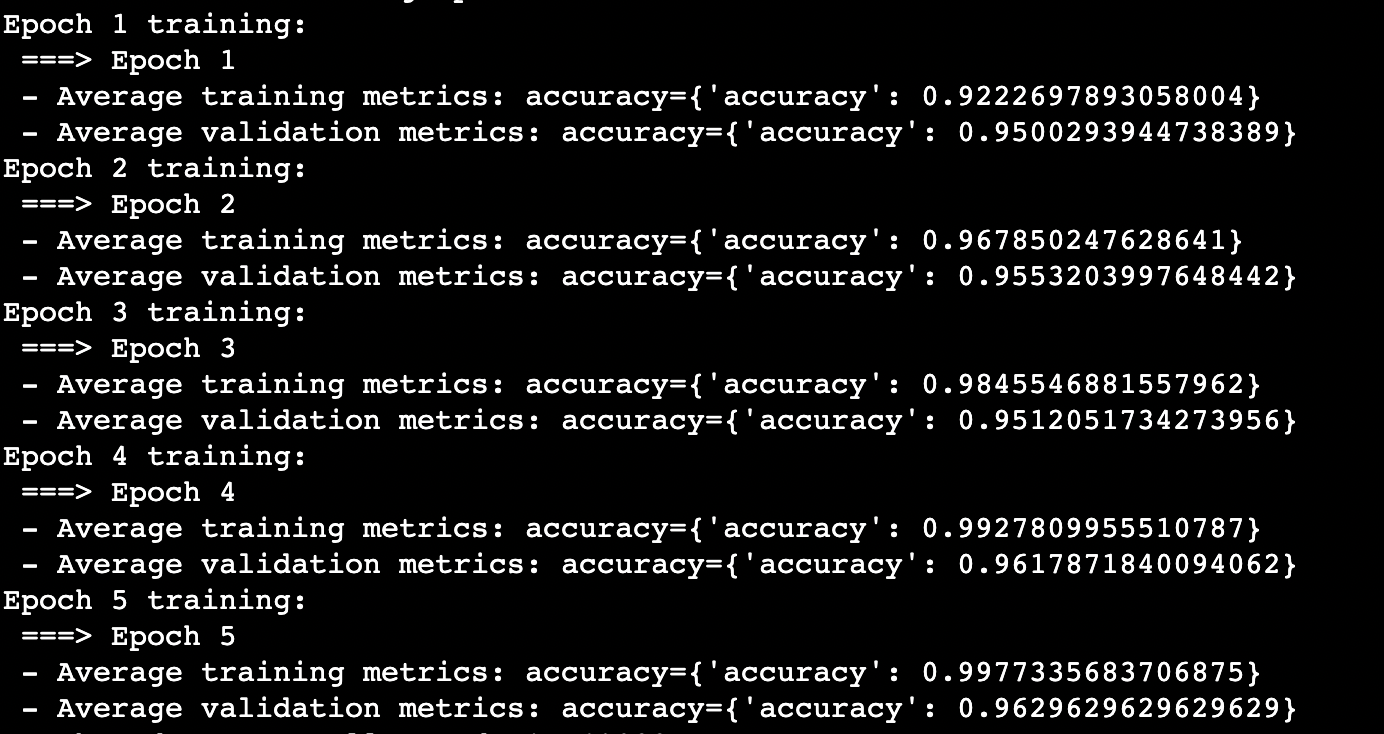 Epoch 1 training:
===> Epoch 1
- Average training metrics: accuracy={'accuracy': 0.9222697893058004}
- Average validation metrics: accuracy={'accuracy': 0.9500293944738389}
Epoch 2 training:
===> Epoch 2
- Average training metrics: accuracy={'accuracy': 0.967850247628641}
- Average validation metrics: accuracy={'accuracy': 0.9553203997648442}
Epoch 3 training:
===> Epoch 3
- Average training metrics: accuracy={'accuracy': 0.9845546881557962}
- Average validation metrics: accuracy={'accuracy': 0.9512051734273956}
Epoch 4 training:
===> Epoch 4
- Average training metrics: accuracy={'accuracy': 0.9927809955510787}
- Average validation metrics: accuracy={'accuracy': 0.9617871840094062}
Epoch 5 training:
===> Epoch 5
- Average training metrics: accuracy={'accuracy': 0.9977335683706875}
- Average validation metrics: accuracy={'accuracy': 0.9629629629629629}